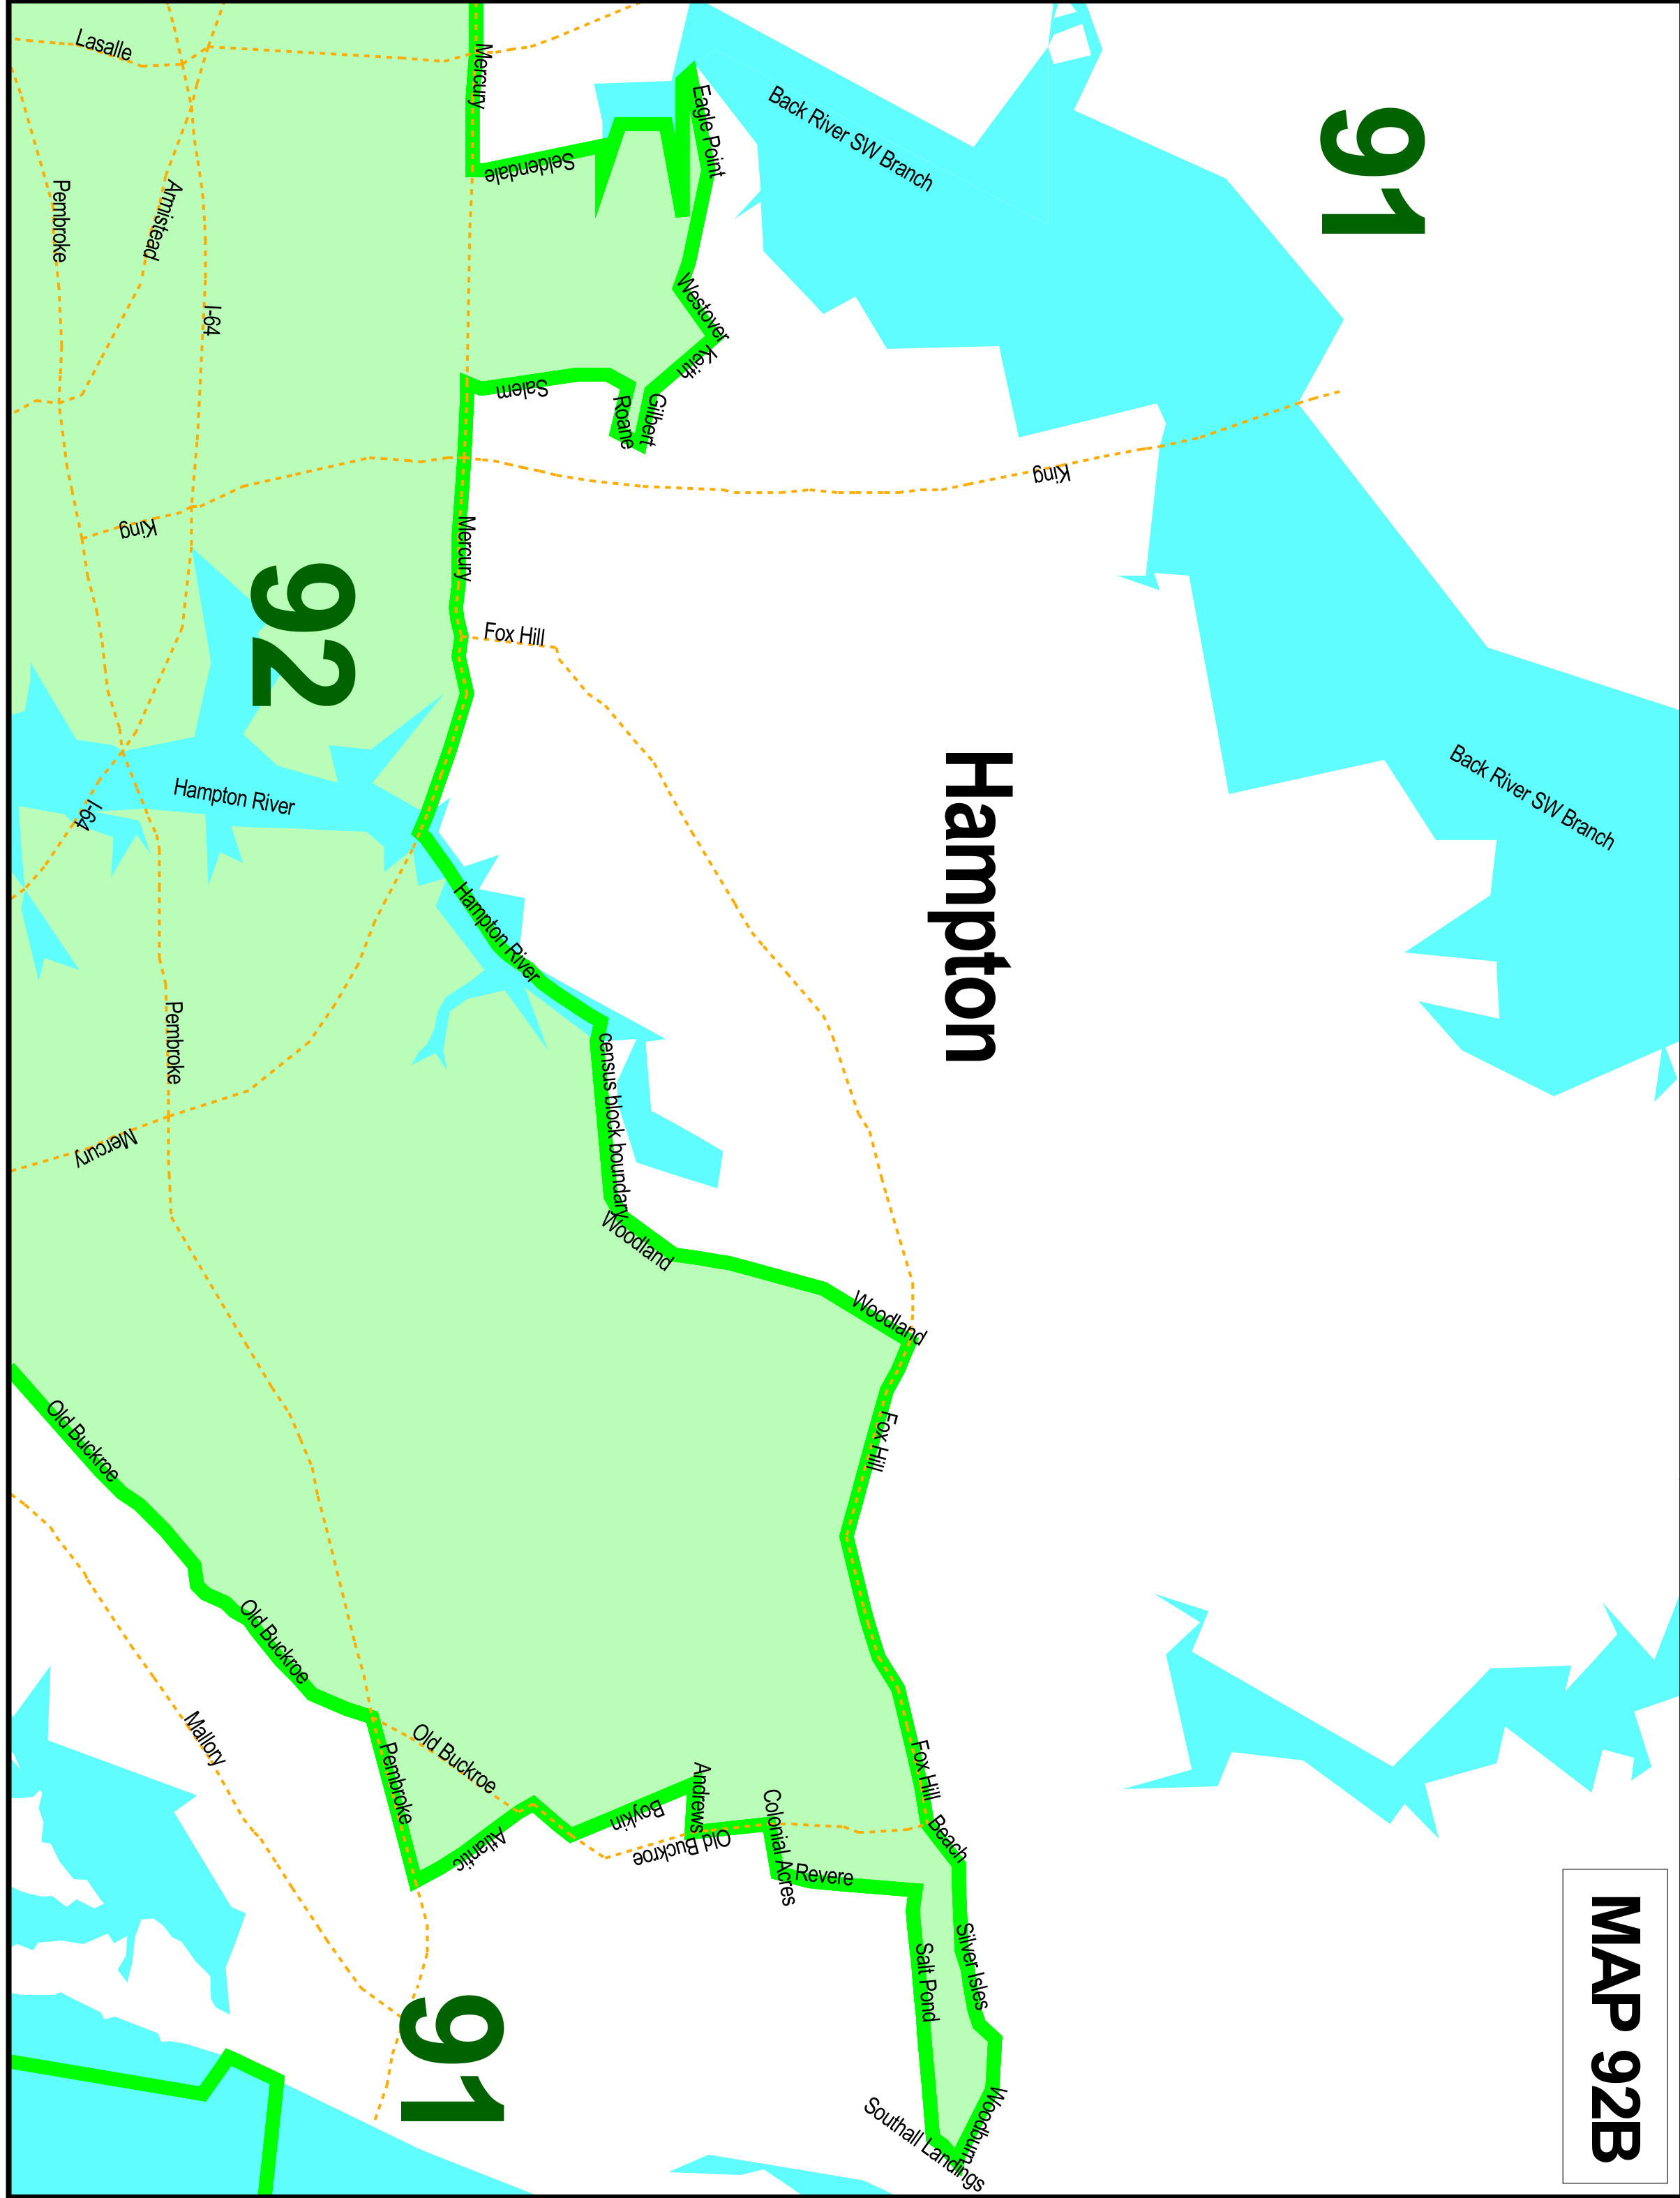 MAP 92B
91
Back River SW Branch
Back River SW Branch
King
Hampton
Eagle Point
Westover
Keith
Gilbert
Roane
Salem
Seldendale
Mercury
Mercury
Fox Hill
Lasalle
Pembroke
Armistead
I-64
King
92
Hampton River
I-64
Hampton River
census block boundary
Woodland
Woodland
Fox Hill
Fox Hill
Beach
Silver Isles
Woodburn
Southall Landings
Salt Pond
Revere
Colonial Acres
Old Buckroe
Andrews
Boykin
Atlantic
Old Buckroe
Pembroke
Pembroke
Mercury
Old Buckroe
Old Buckroe
Mallory
91